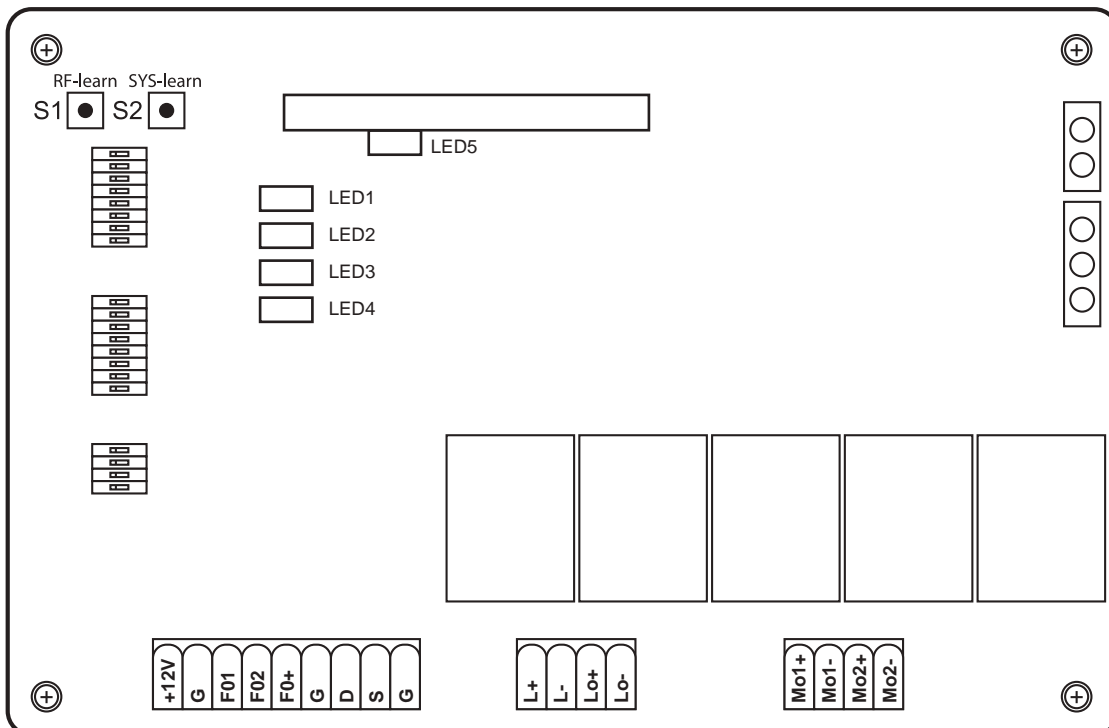 RF-learn SYS-learn
S1 S2
LED5
LED1
LED2
LED3
LED4
+12V G F01 F02 F0+ G D S G
L+ L- Lo+ Lo-
Mo1+ Mo1- Mo2+ Mo2-